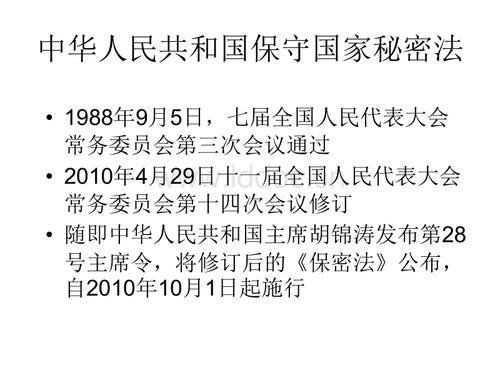 中华人民共和国保守国家秘密法
• 1988年9月5日，七届全国人民代表大会
常务委员会第三次会议通过
• 2010年4月29日十一届全国人民代表大会
常务委员会第十四次会议修订
• 随即中华人民共和国主席胡锦涛发布第28
号主席令，将修订后的《保密法》公布，
自2010年10月1日起施行